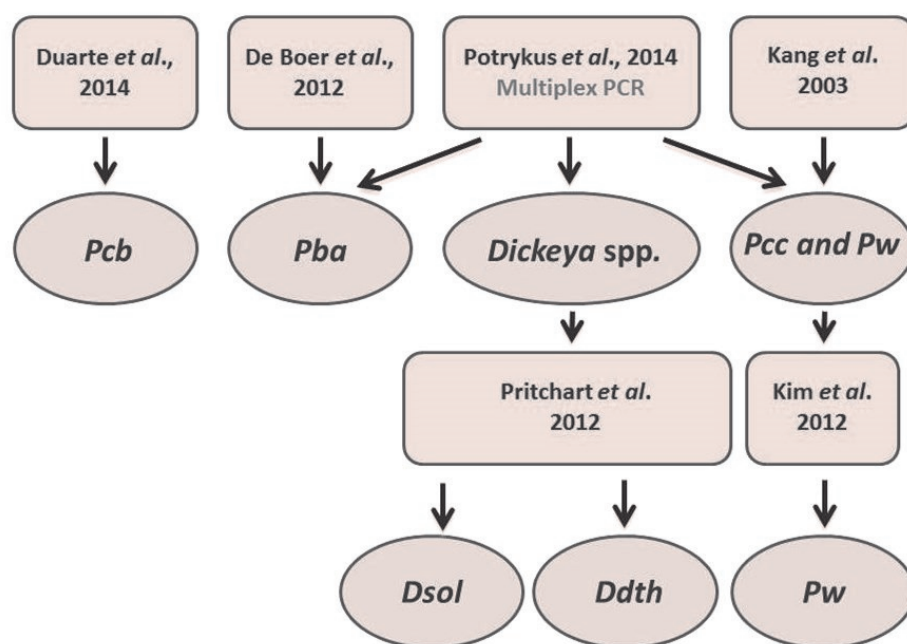 Duarte et al.,
2014
De Boer et al.,
2012
Potrykus et al., 2014
Multiplex PCR
Kang et al.
2003
Pcb
Pba
Dickeya spp.
Pcc and Pw
Pritchart et al.
2012
Kim et al.
2012
Dsol
Ddth
Pw